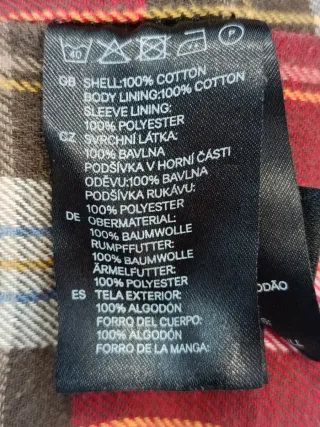 40
P
GB SHELL:100% COTTON
BODY LINING:100% COTTON
SLEEVE LINING:
100% POLYESTER
CZ SVRCHNÍ LÁTKA:
100% BAVLNA
PODŠÍVKA V HORNÍ ČÁSTI
ODĚVU:100% BAVLNA
PODŠÍVKA RUKÁVU:
100% POLYESTER
DE OBERMATERIAL:
100% BAUMWOLLE
RUMPFFUTTER:
100% BAUMWOLLE
ÄRMELFUTTER:
100% POLYESTER
ES TELA EXTERIOR:
100% ALGODÓN
FORRO DEL CUERPO:
100% ALGODÓN
FORRO DE LA MANGA:
ODÃO